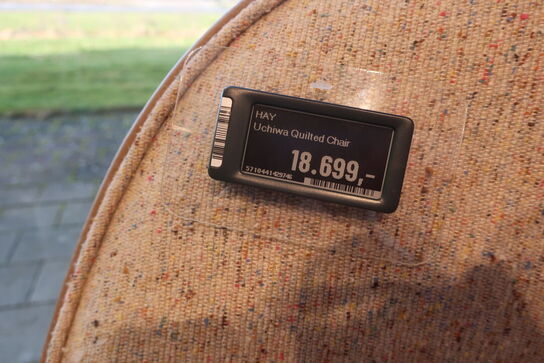 HAY
Uchiwa Quilted Chair
18.699,-
5710441429746